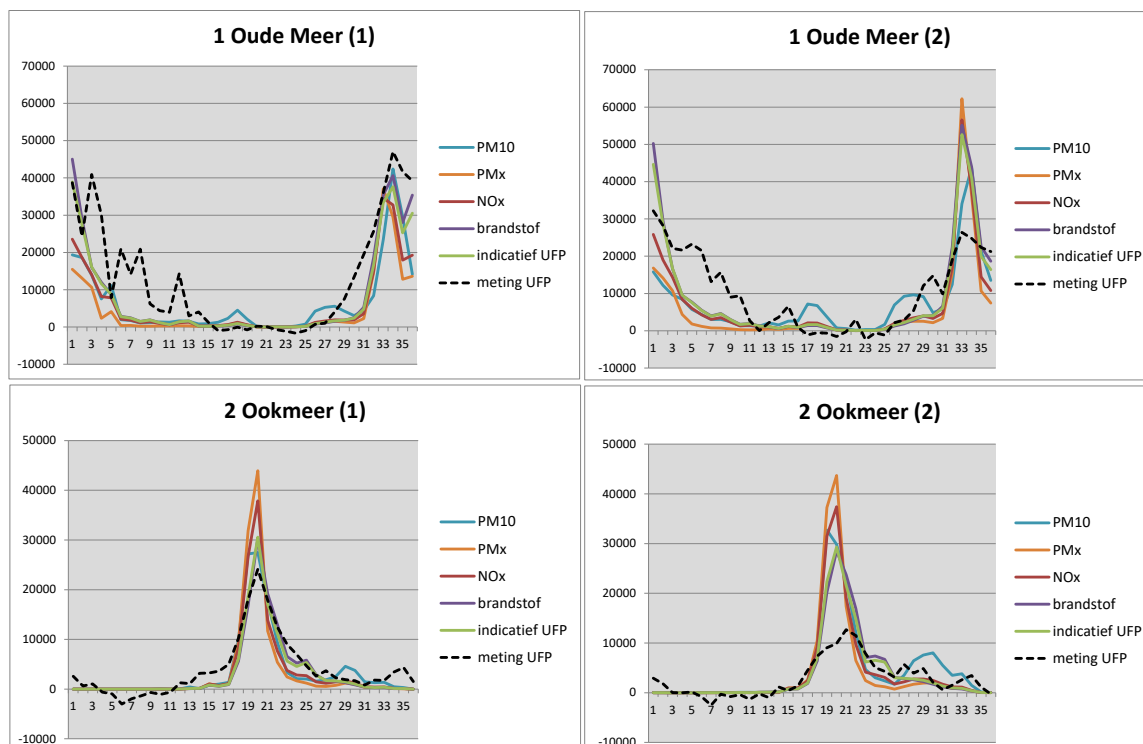 1 Oude Meer (1)
70000
60000
50000
40000
30000
20000
10000
0
-10000
1 3 5 7 9 11 13 15 17 19 21 23 25 27 29 31 33 35
PM10
PMx
NOx
brandstof
indicatief UFP
meting UFP
1 Oude Meer (2)
70000
60000
50000
40000
30000
20000
10000
0
-10000
1 3 5 7 9 11 13 15 17 19 21 23 25 27 29 31 33 35
PM10
PMx
NOx
brandstof
indicatief UFP
meting UFP
2 Ookmeer (1)
50000
40000
30000
20000
10000
0
-10000
1 3 5 7 9 11 13 15 17 19 21 23 25 27 29 31 33 35
PM10
PMx
NOx
brandstof
indicatief UFP
meting UFP
2 Ookmeer (2)
50000
40000
30000
20000
10000
0
-10000
1 3 5 7 9 11 13 15 17 19 21 23 25 27 29 31 33 35
PM10
PMx
NOx
brandstof
indicatief UFP
meting UFP